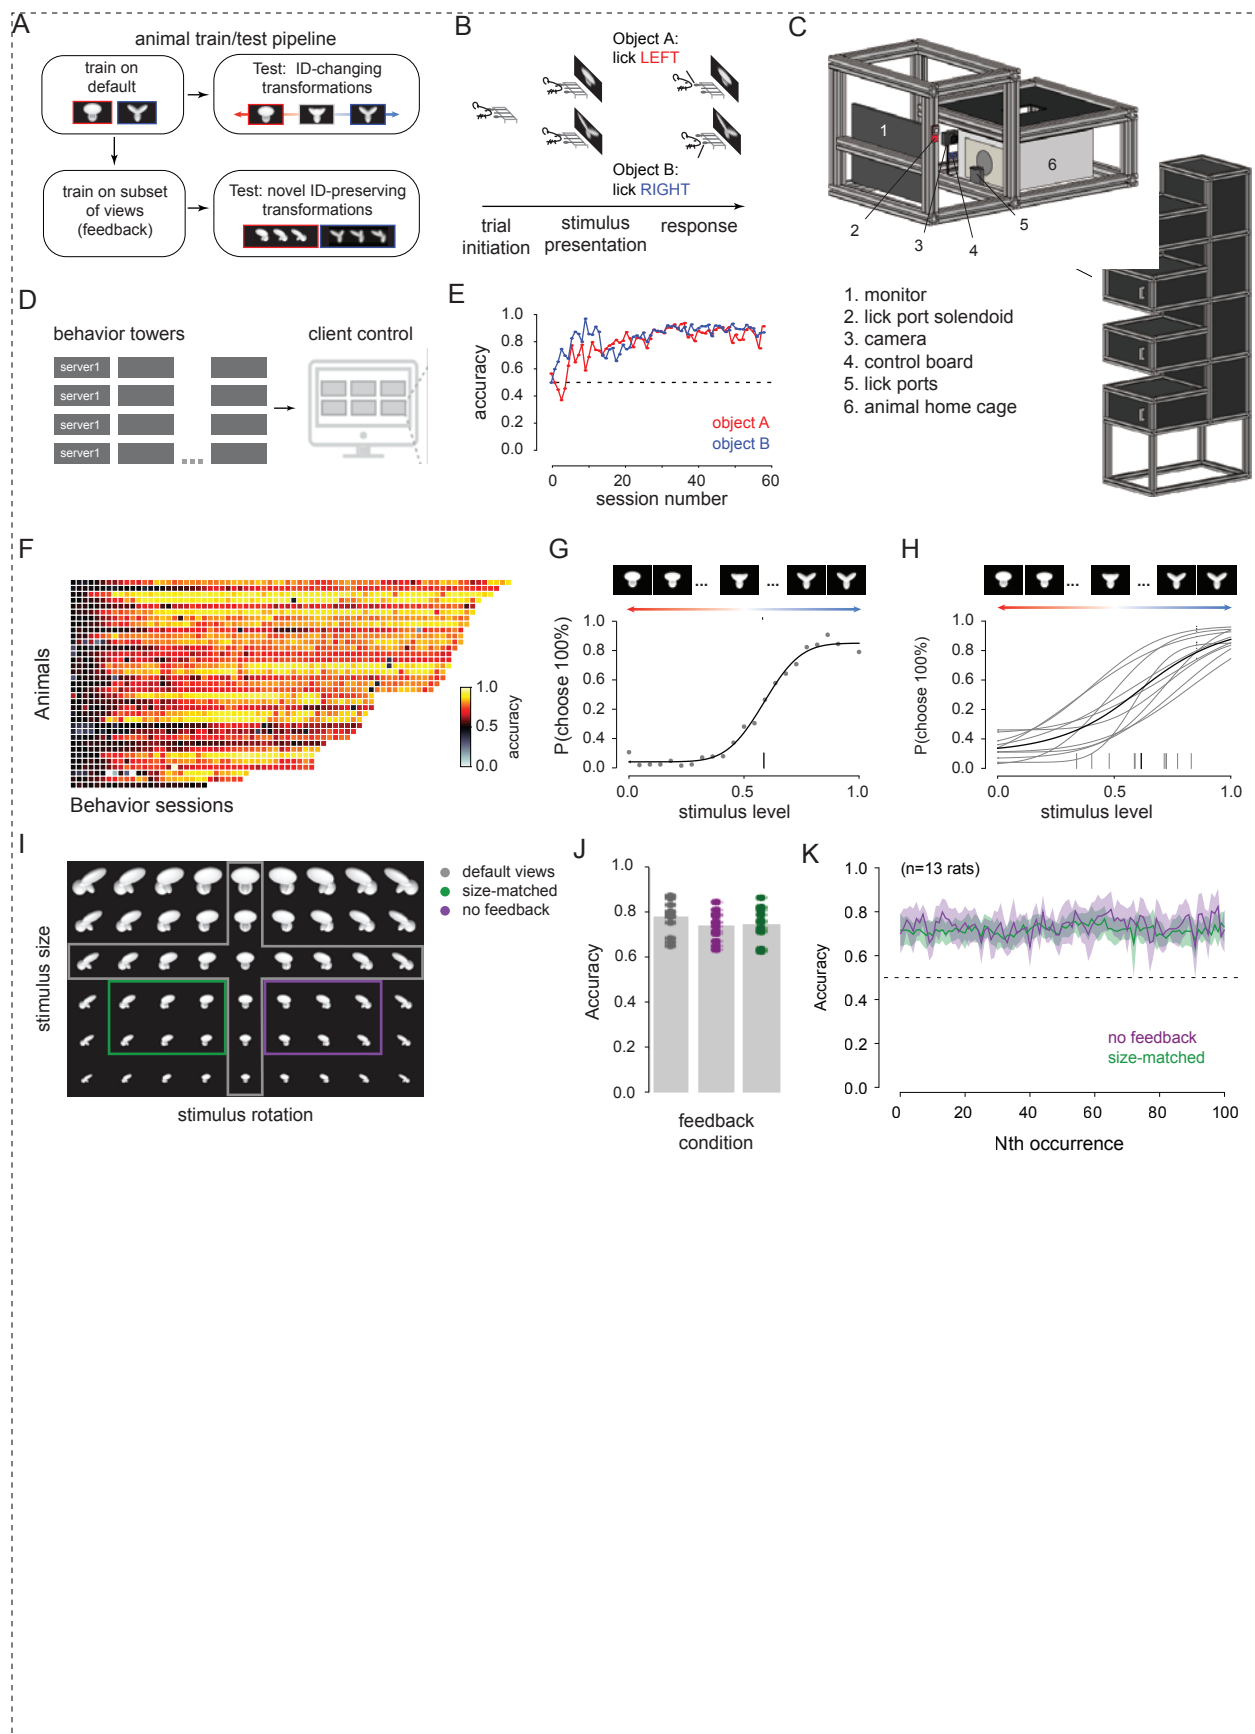 A
animal train/test pipeline
train on
default
Test: ID-changing
transformations
train on subset
of views
(feedback)
Test: novel ID-preserving
transformations
B
Object A:
lick LEFT
Object B:
lick RIGHT
trial
initiation
stimulus
presentation
response
C
1
6
2
3
4
5
1. monitor
2. lick port solendoid
3. camera
4. control board
5. lick ports
6. animal home cage
D
behavior towers
client control
server1
server1
server1
server1
E
accuracy
1.0
0.8
0.6
0.4
0.2
0.0
object A
object B
0
20
40
60
session number
F
Animals
Behavior sessions
1.0
0.5
0.0
accuracy
G
...
...
P(choose 100%)
1.0
0.8
0.6
0.2
0.4
0.0
0.0
0.5
1.0
stimulus level
H
...
...
P(choose 100%)
1.0
0.8
0.6
0.2
0.4
0.0
0.0
0.5
1.0
stimulus level
I
stimulus size
stimulus rotation
default views
size-matched
no feedback
J
Accuracy
1.0
0.8
0.6
0.4
0.2
0.0
feedback
condition
K
(n=13 rats)
Accuracy
1.0
0.8
0.6
0.4
0.2
0.0
no feedback
size-matched
0
20
40
60
80
100
Nth occurrence